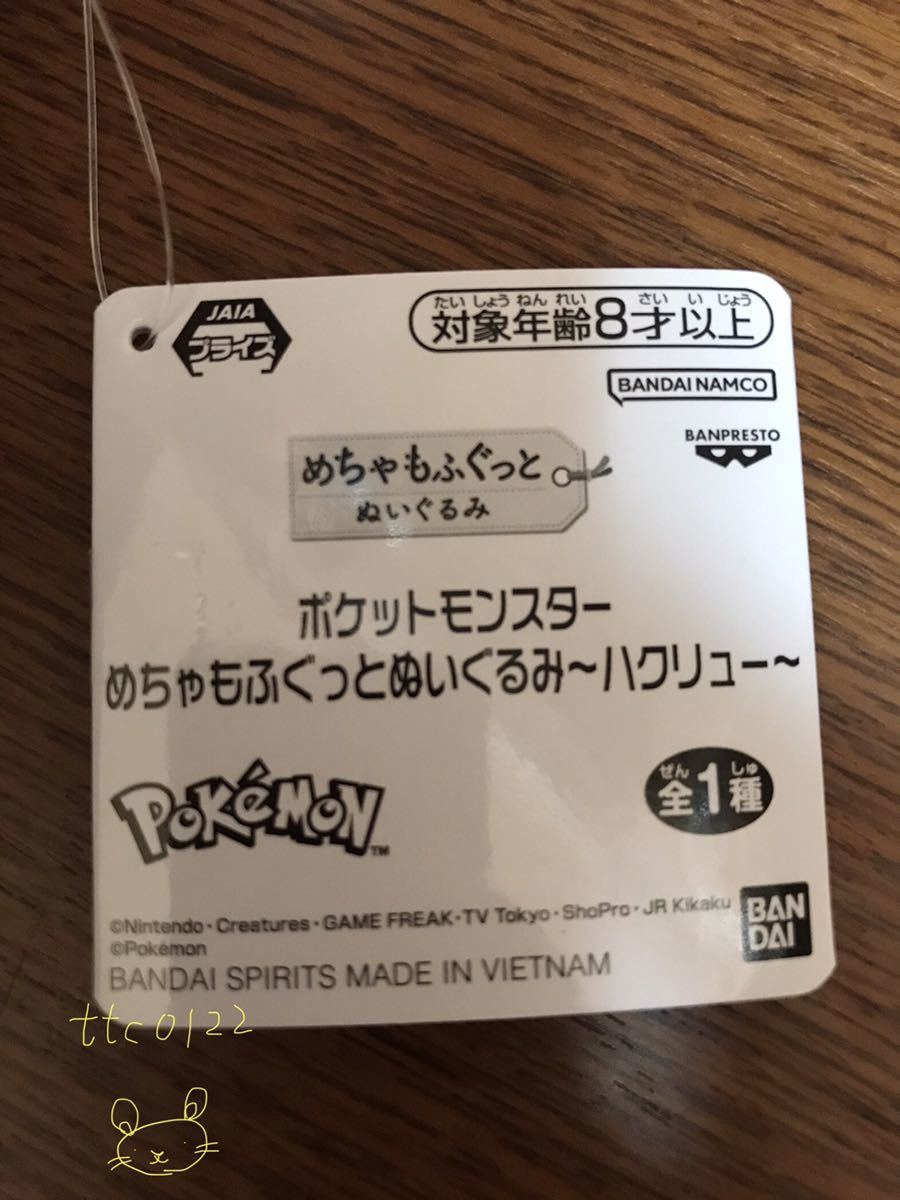 JAIA
プライズ
たいしょうねんれい さいいじょう
対象年齢8才以上
BANDAI NAMCO
BANPRESTO
めちゃもふぐっと
ぬいぐるみ
ポケットモンスター
めちゃもふぐっとぬいぐるみ~ハクリュー~
POKéMON™
ぜん しゅ
全1種
©Nintendo・Creatures・GAME FREAK・TV Tokyo・ShoPro・JR Kikaku
©Pokémon
BANDAI SPIRITS MADE IN VIETNAM
BAN
DAI
ttc0122